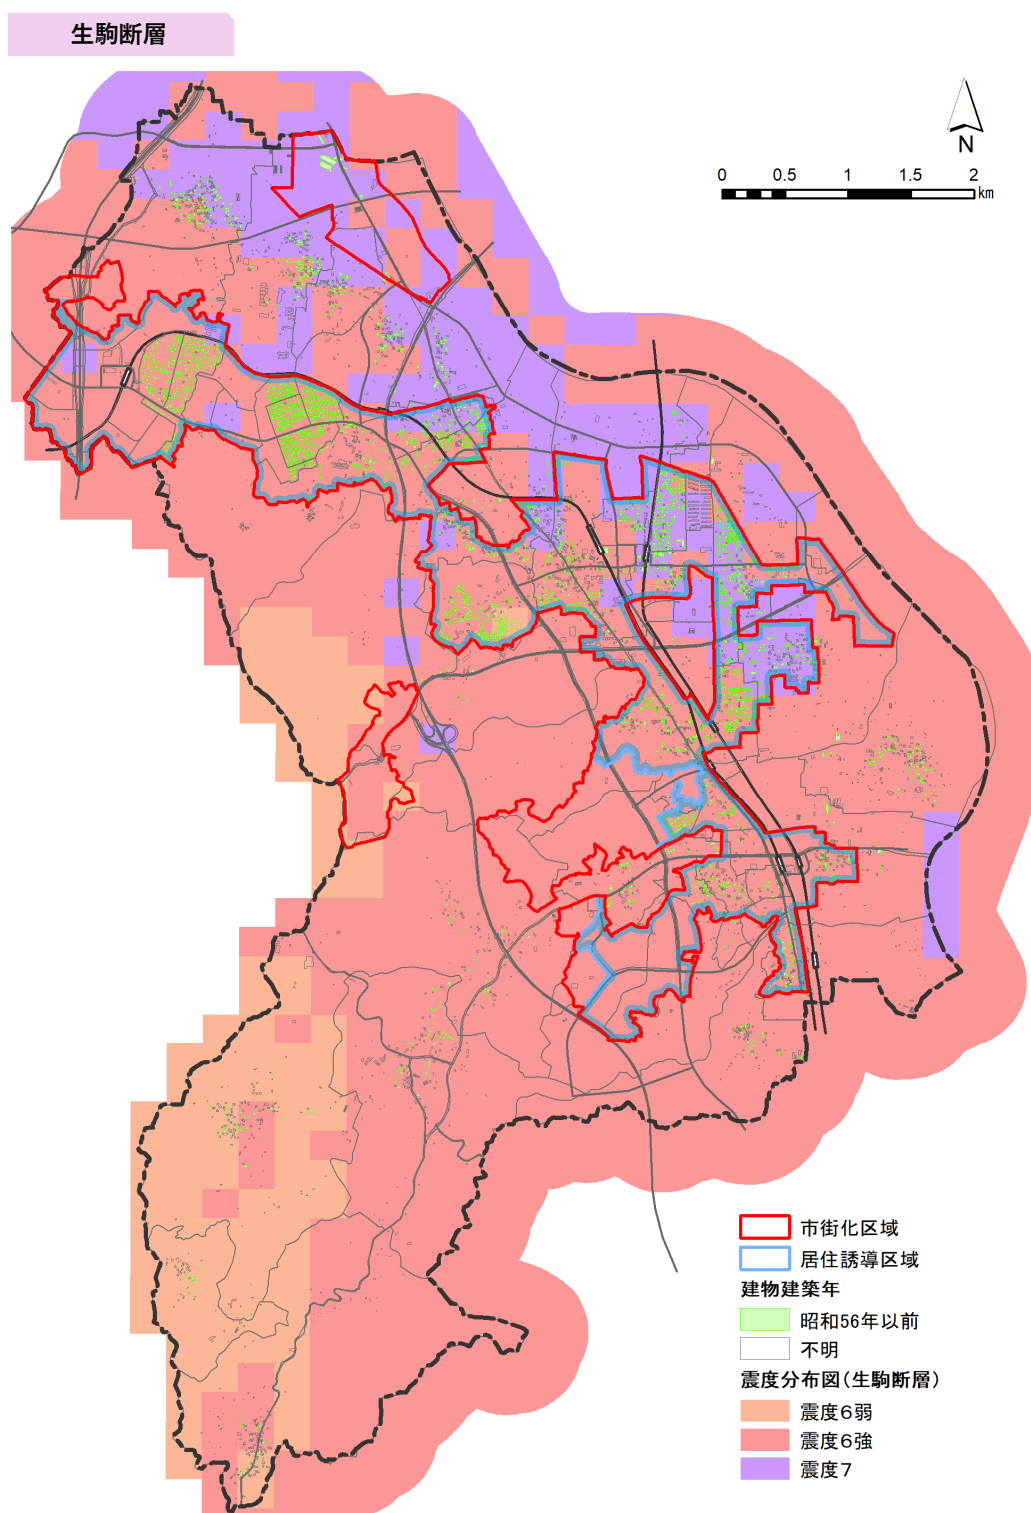 生駒断層
N
0 0.5 1 1.5 2
km
市街化区域
居住誘導区域
建物建築年
昭和56年以前
不明
震度分布図(生駒断層)
震度6弱
震度6強
震度7